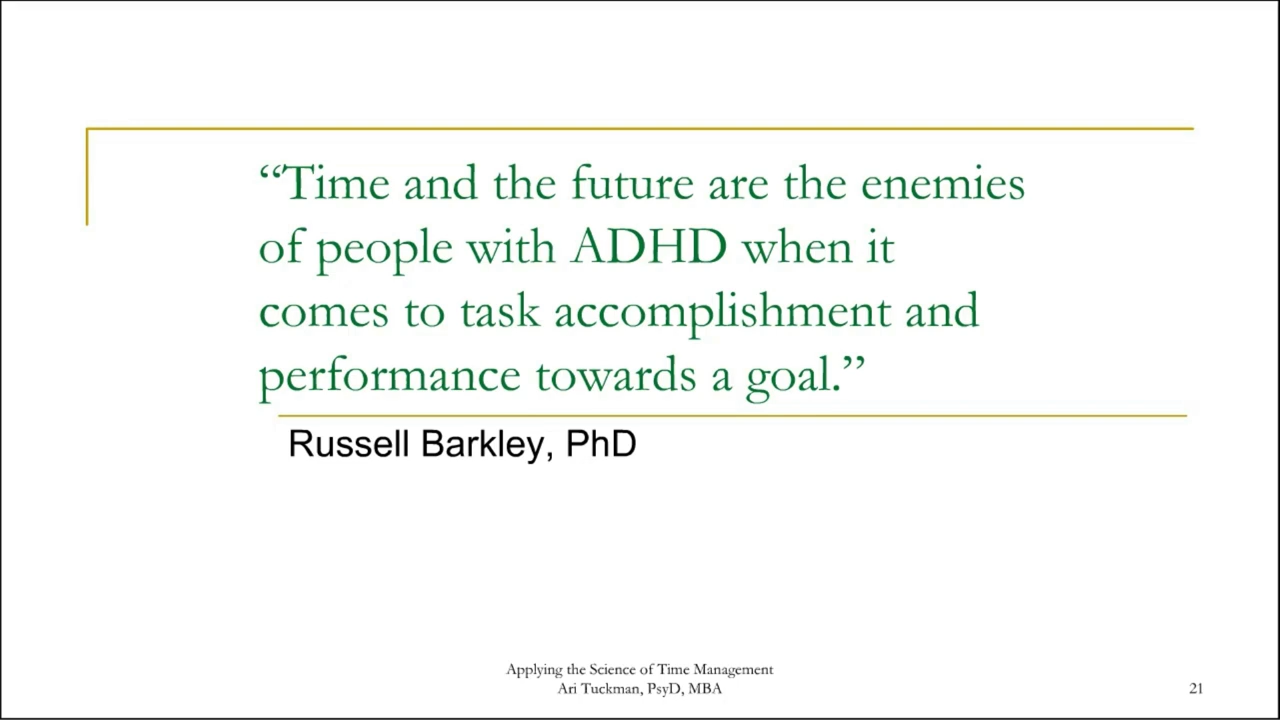 “Time and the future are the enemies
of people with ADHD when it
comes to task accomplishment and
performance towards a goal.”
Russell Barkley, PhD
Applying the Science of Time Management
Ari Tuckman, PsyD, MBA
21